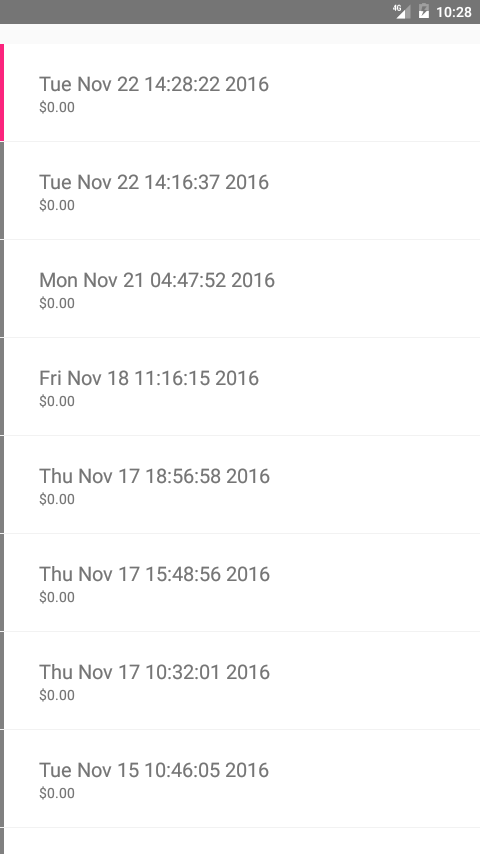 4G 10:28
Tue Nov 22 14:28:22 2016
$0.00
Tue Nov 22 14:16:37 2016
$0.00
Mon Nov 21 04:47:52 2016
$0.00
Fri Nov 18 11:16:15 2016
$0.00
Thu Nov 17 18:56:58 2016
$0.00
Thu Nov 17 15:48:56 2016
$0.00
Thu Nov 17 10:32:01 2016
$0.00
Tue Nov 15 10:46:05 2016
$0.00